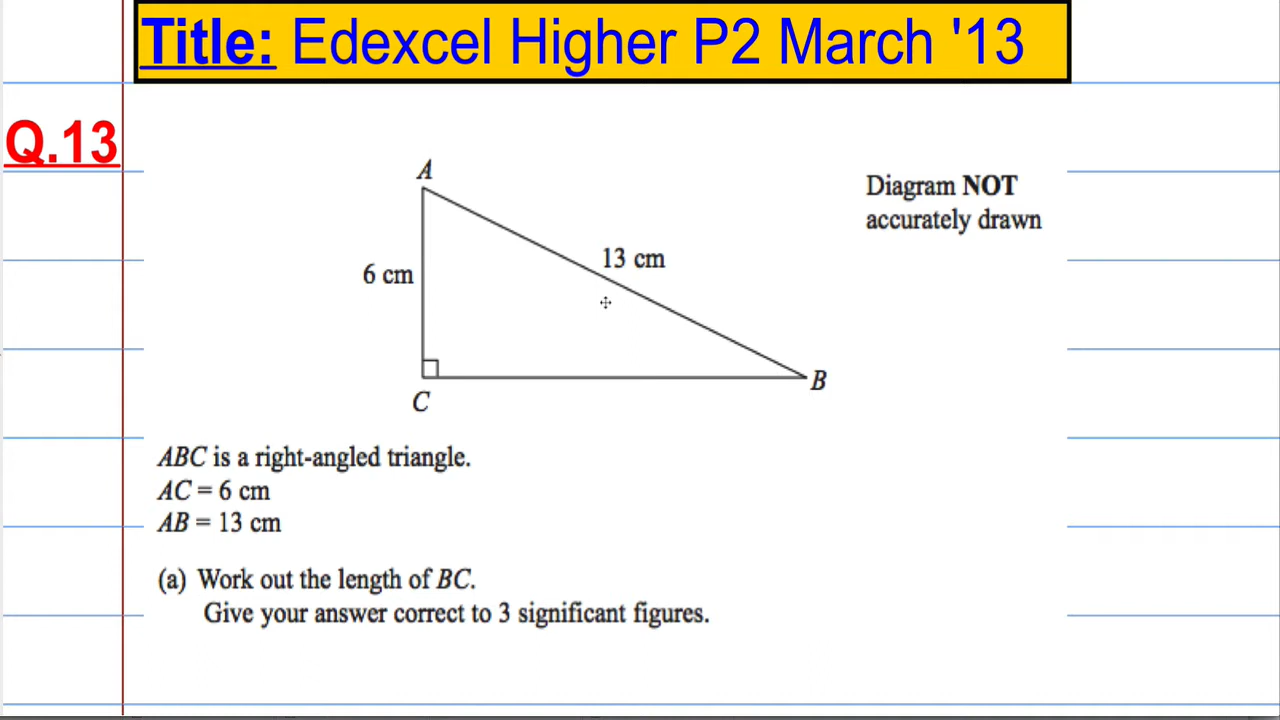 Title: Edexcel Higher P2 March '13
Q.13
A
Diagram NOT
accurately drawn
13 cm
6 cm
B
C
ABC is a right-angled triangle.
AC = 6 cm
AB = 13 cm
(a) Work out the length of BC.
Give your answer correct to 3 significant figures.